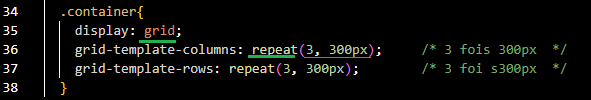 34 .container{
35 display: grid;
36 grid-template-columns: repeat(3, 300px); /* 3 fois 300px */
37 grid-template-rows: repeat(3, 300px); /* 3 foi s300px */
38 }